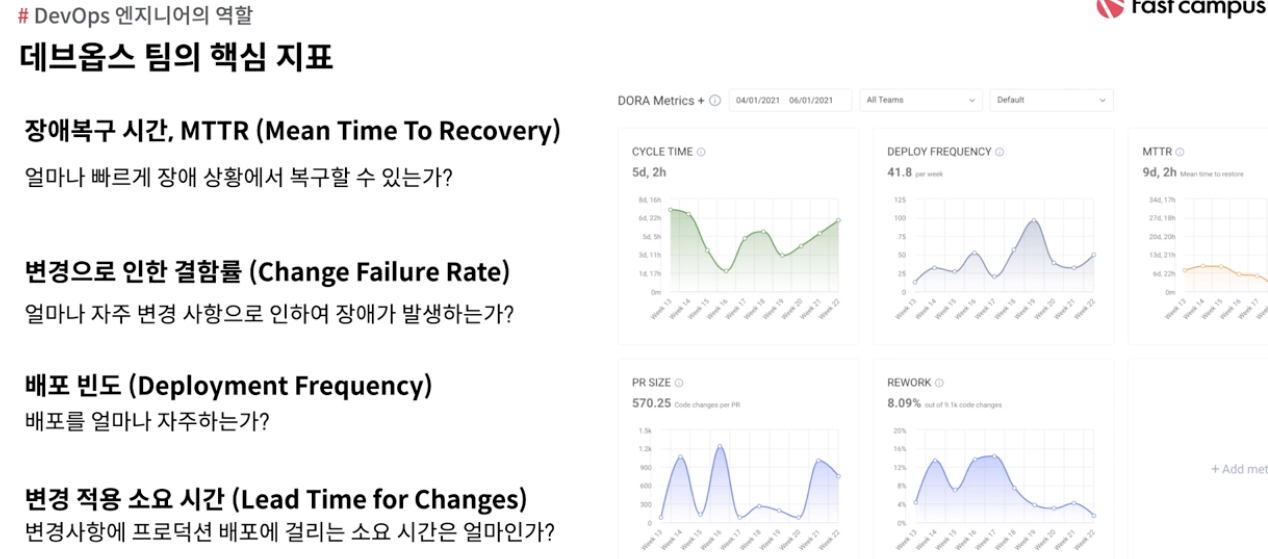 # DevOps 엔지니어의 역할
Fast campus
데브옵스 팀의 핵심 지표
장애복구 시간, MTTR (Mean Time To Recovery)
얼마나 빠르게 장애 상황에서 복구할 수 있는가?
변경으로 인한 결함률 (Change Failure Rate)
얼마나 자주 변경 사항으로 인하여 장애가 발생하는가?
배포 빈도 (Deployment Frequency)
배포를 얼마나 자주하는가?
변경 적용 소요 시간 (Lead Time for Changes)
변경사항에 프로덕션 배포에 걸리는 소요 시간은 얼마인가?
DORA Metrics + 04/01/2021 06/01/2021 All Teams Default
CYCLE TIME
5d, 2h
8d, 16h
6d, 22h
5d, 5h
3d, 11h
1d, 17h
0m
Week 13 Week 14 Week 15 Week 16 Week 17 Week 18 Week 19 Week 20 Week 21 Week 22
DEPLOY FREQUENCY
41.8 per week
125
100
75
50
25
0
Week 13 Week 14 Week 15 Week 16 Week 17 Week 18 Week 19 Week 20 Week 21 Week 22
MTTR
9d, 2h Mean time to restore
34d, 17h
27d, 18h
20d, 20h
13d, 21h
6d, 22h
0m
Week 13 Week 14 Week 15 Week 16
PR SIZE
570.25 Code changes per PR
1.5k
1.2k
900
600
300
0
Week 13 Week 14 Week 15 Week 16 Week 17 Week 18 Week 19 Week 20 Week 21 Week 22
REWORK
8.09% out of 9.1k code changes
20%
16%
12%
8%
4%
0%
Week 13 Week 14 Week 15 Week 16 Week 17 Week 18 Week 19 Week 20 Week 21 Week 22
+ Add met